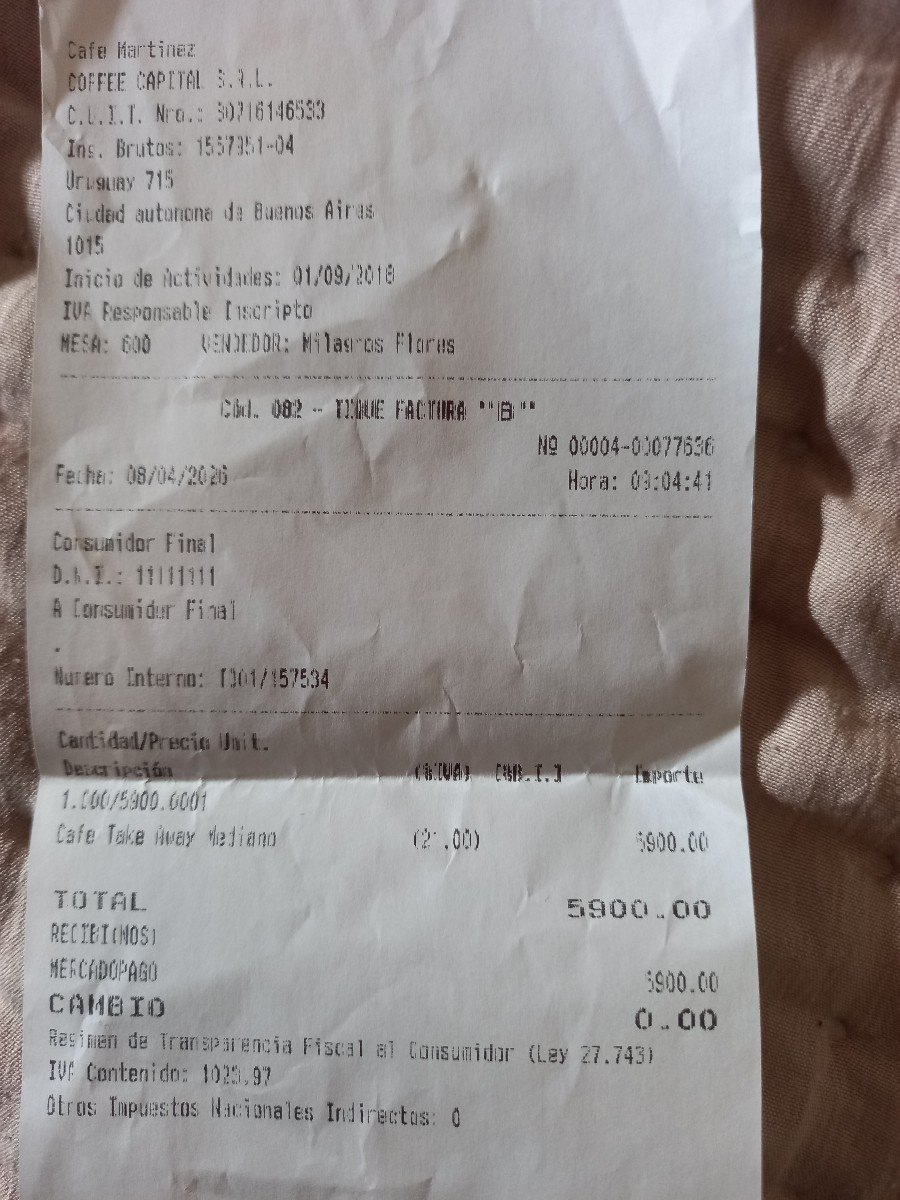 Cafe Martinez
COFFEE CAPITAL S.R.L.
C.U.I.T. Nro.: 30716146533
Ing. Brutos: 1557351-04
Uruguay 715
Ciudad autonoma de Buenos Aires
1015
Inicio de Actividades: 01/09/2018
IVA Responsable Inscripto
MESA: 600 VENDEDOR: Milagros Flores
Cód. 082 - TIQUE FACTURA "B"
Nº 00004-00077636
Fecha: 08/04/2026 Hora: 09:04:41
Consumidor Final
D.N.I.: 11111111
A Consumidor Final
.
Numero Interno: 157534
Cantidad/Precio Unit.
Descripción (%IVA) [%B.I.] Importe
1.000/5900.0001
Cafe Take Away Mediano (21,00) 5900.00
TOTAL 5900.00
RECIBI(MOS)
MERCADOPAGO 5900.00
CAMBIO 0.00
Regimen de Transparencia Fiscal al Consumidor (Ley 27.743)
IVA Contenido: 1023,97
Otros Impuestos Nacionales Indirectos: 0